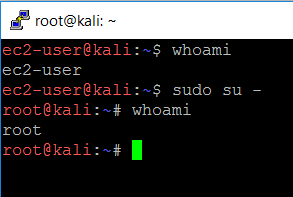 root@kali: ~
ec2-user@kali:~$ whoami
ec2-user
ec2-user@kali:~$ sudo su -
root@kali:~# whoami
root
root@kali:~#